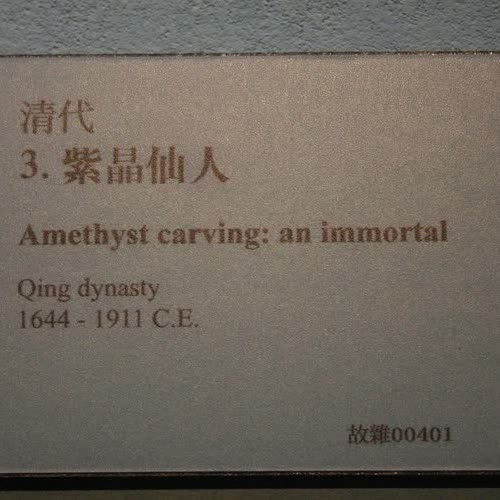 清代
3. 紫晶仙人
Amethyst carving: an immortal
Qing dynasty
1644 - 1911 C.E.
故雜00401